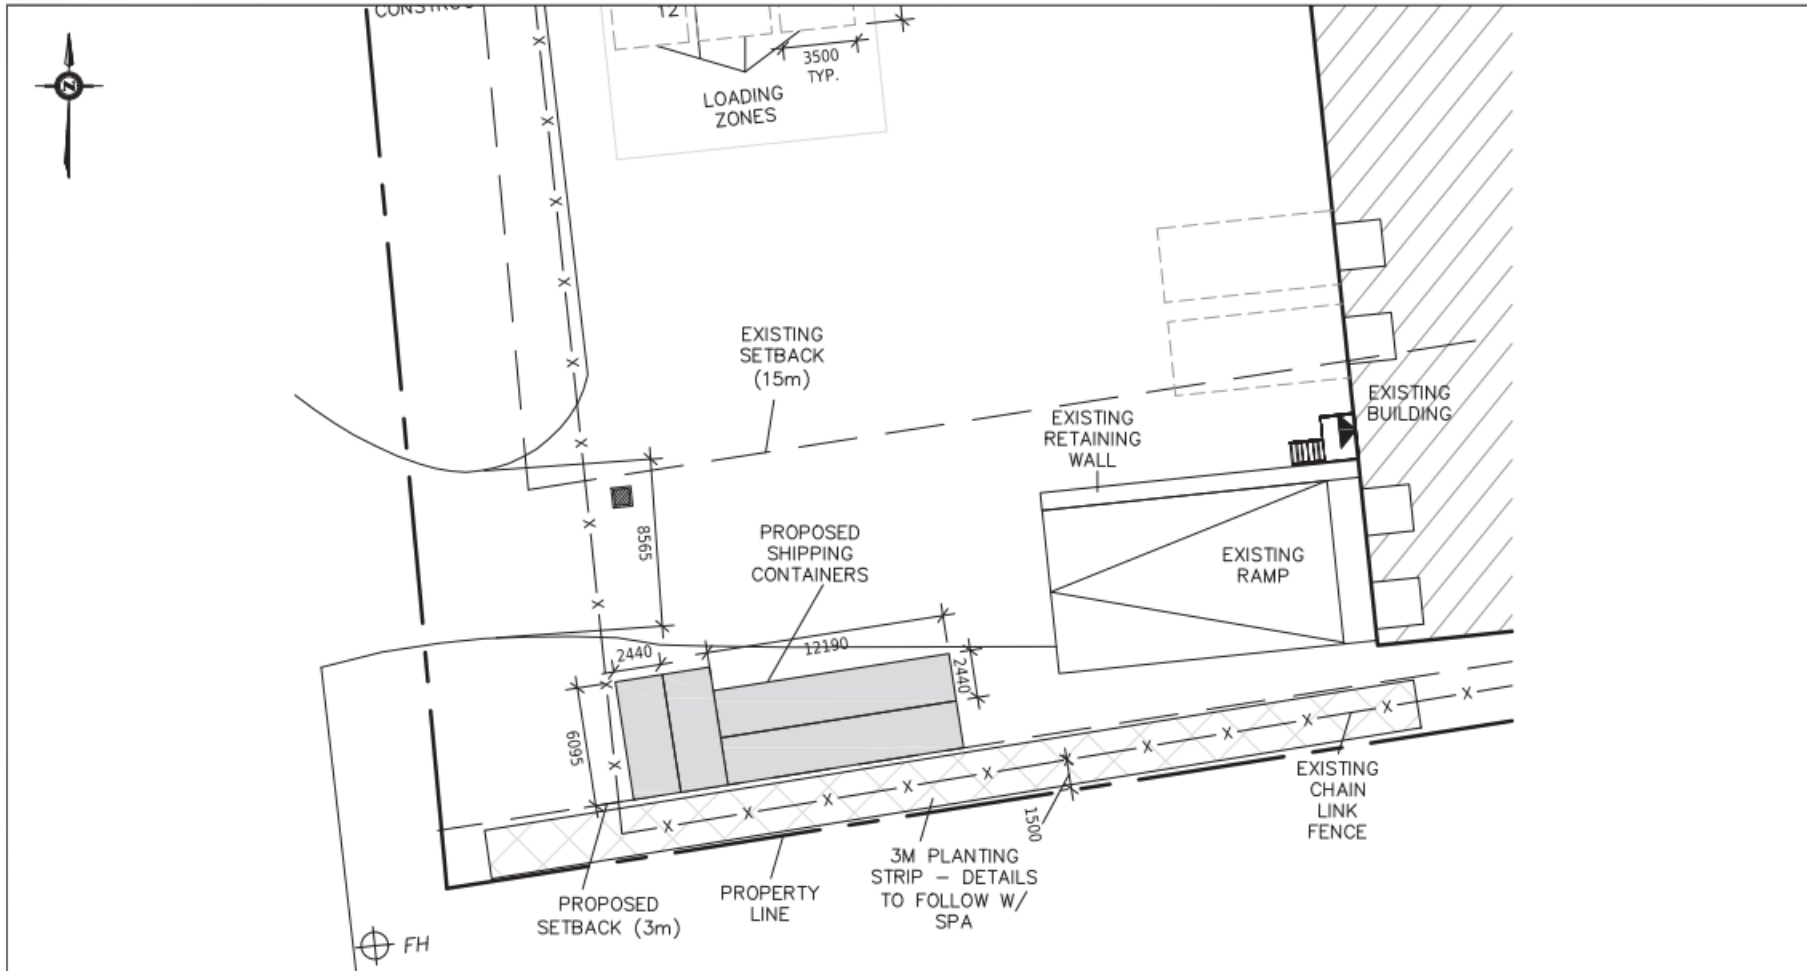 CONSTRUC
12
3500
TYP.
LOADING
ZONES
N
EXISTING
SETBACK
(15m)
EXISTING
BUILDING
EXISTING
RETAINING
WALL
8565
PROPOSED
SHIPPING
CONTAINERS
EXISTING
RAMP
2440
12190
2440
6095
EXISTING
CHAIN
LINK
FENCE
1500
3M PLANTING
STRIP – DETAILS
TO FOLLOW W/
SPA
PROPERTY
LINE
PROPOSED
SETBACK (3m)
FH